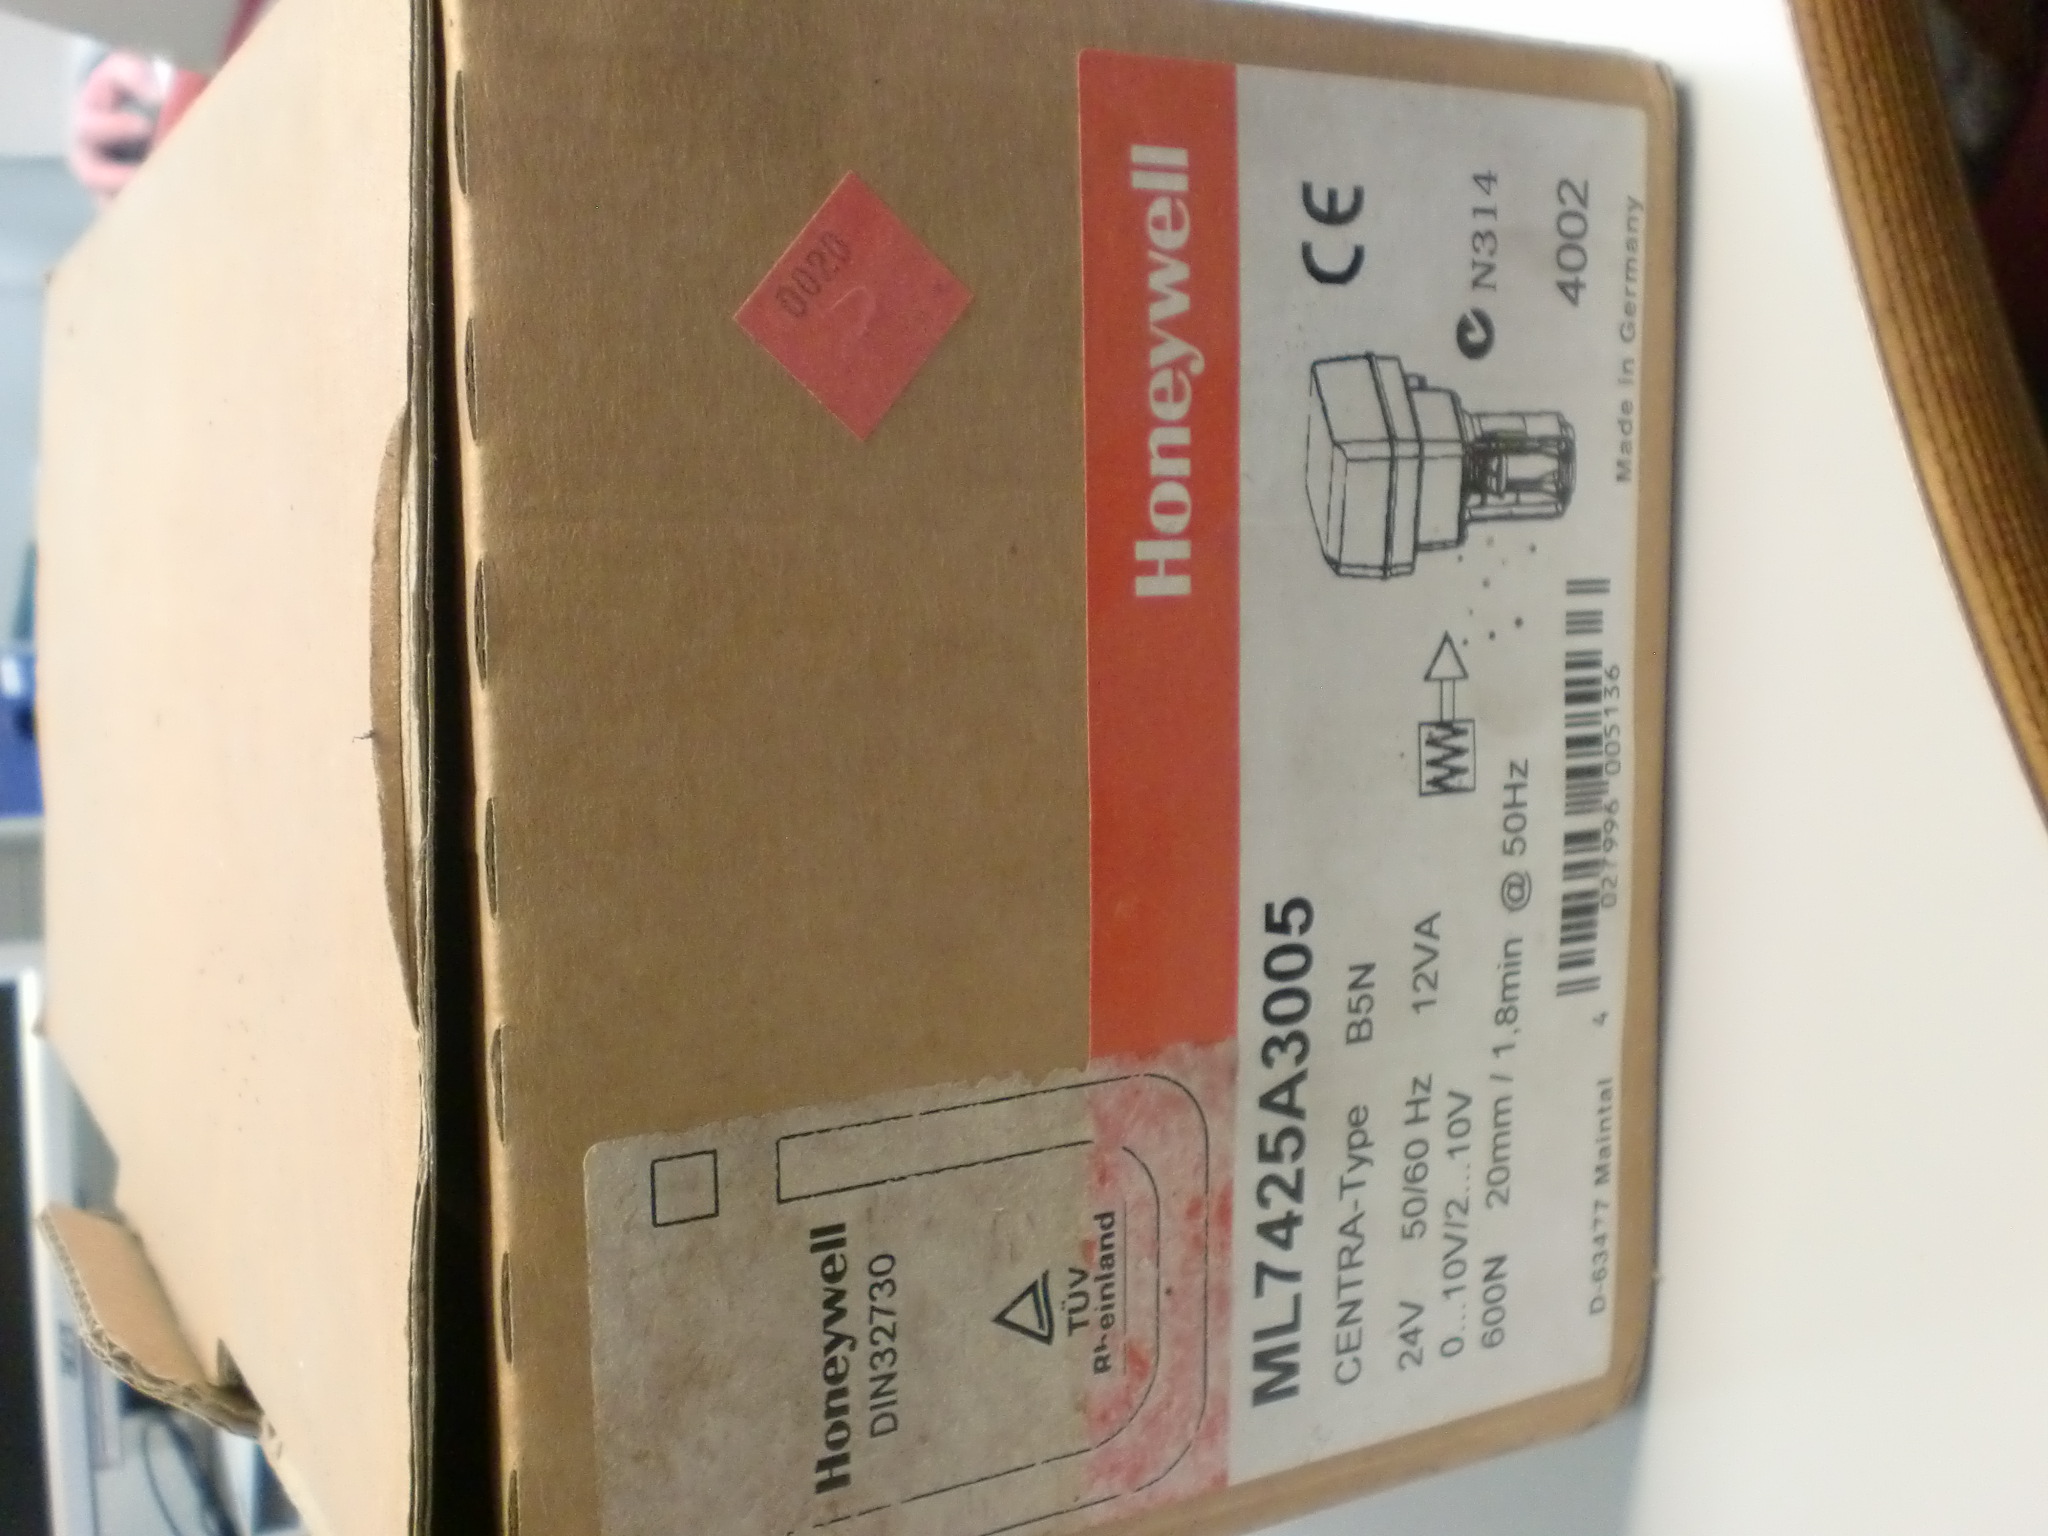 0020
Honeywell
Honeywell
DIN32730
TÜV
Rheinland
ML7425A3005
CENTRA-Type B5N
24V 50/60 Hz 12VA
0...10V/2...10V
600N 20mm / 1,8min @ 50Hz
CE
N314
4002
D-63477 Maintal
4 027996 005136
Made in Germany